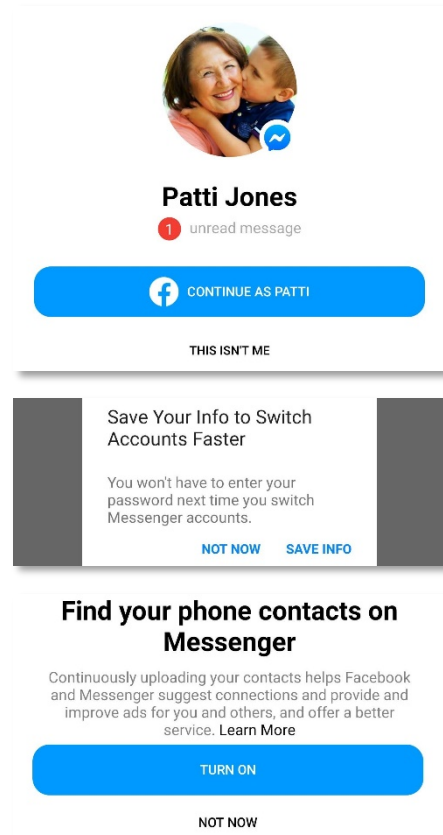 Patti Jones
1 unread message
CONTINUE AS PATTI
THIS ISN'T ME
Save Your Info to Switch
Accounts Faster
You won't have to enter your
password next time you switch
Messenger accounts.
NOT NOW SAVE INFO
Find your phone contacts on
Messenger
Continuously uploading your contacts helps Facebook
and Messenger suggest connections and provide and
improve ads for you and others, and offer a better
service. Learn More
TURN ON
NOT NOW